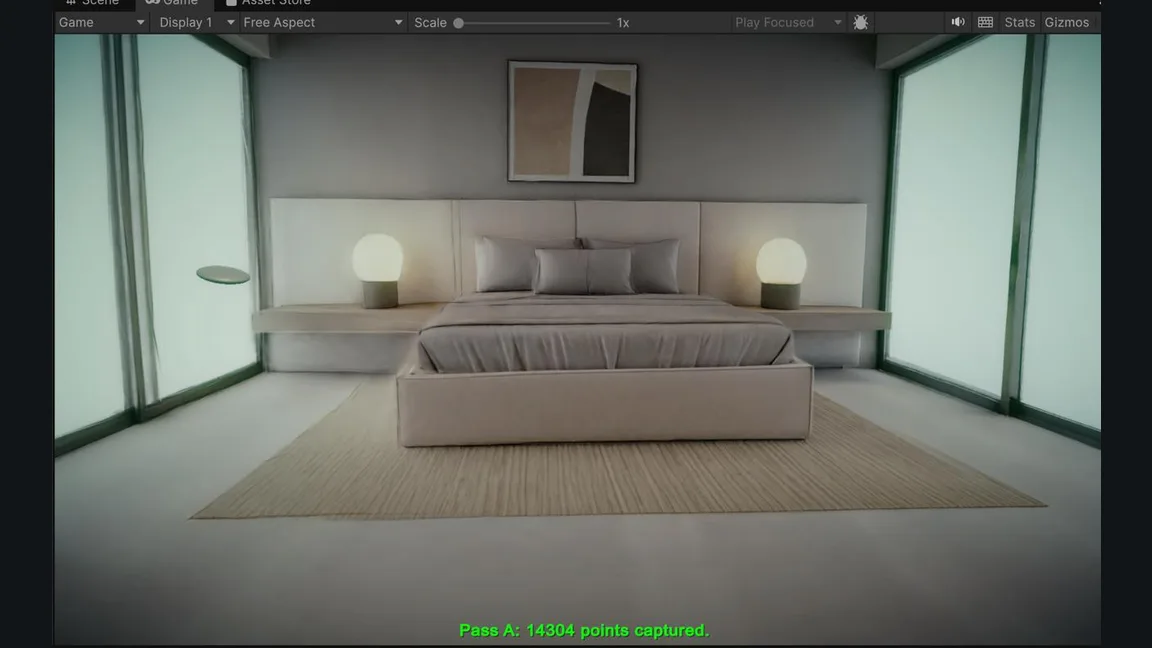 Scene Game Asset Store
Game Display 1 Free Aspect Scale 1x Play Focused Stats Gizmos
Pass A: 14304 points captured.